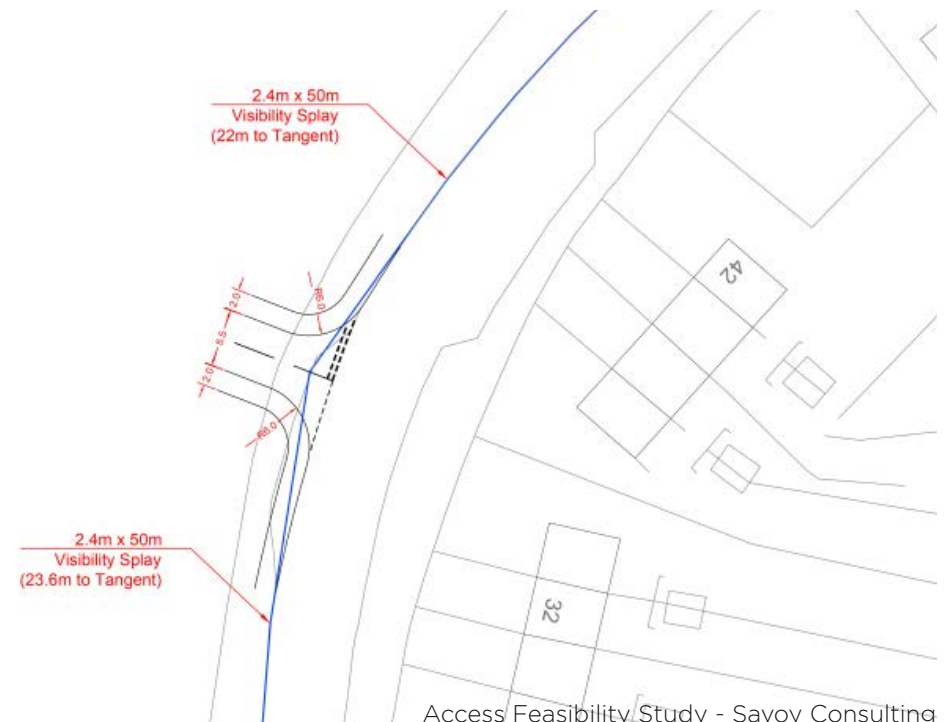 2.4m x 50m
Visibility Splay
(22m to Tangent)
42
2.0
R6.0
5.5
2.0
R6.0
2.4m x 50m
Visibility Splay
(23.6m to Tangent)
32
Access Feasibility Study - Savoy Consulting